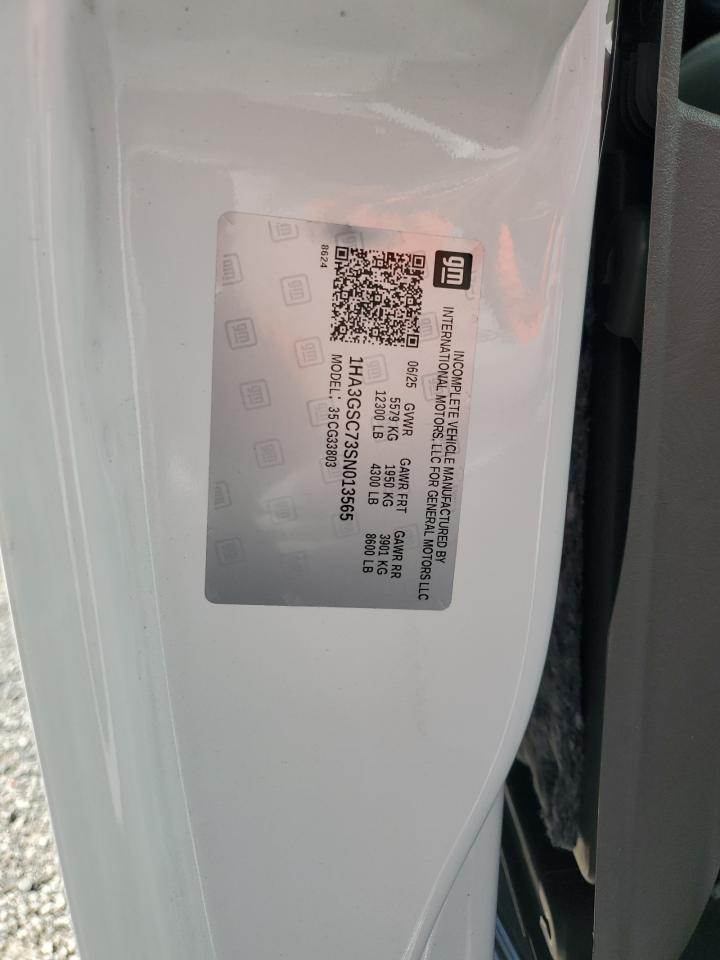 gm
INCOMPLETE VEHICLE MANUFACTURED BY
INTERNATIONAL MOTORS, LLC FOR GENERAL MOTORS LLC
06/25 GVWR GAWR FRT GAWR RR
5579 KG 1950 KG 3901 KG
12300 LB 4300 LB 8600 LB
1HA3GSC73SN013565
MODEL: 35CG33803
8624